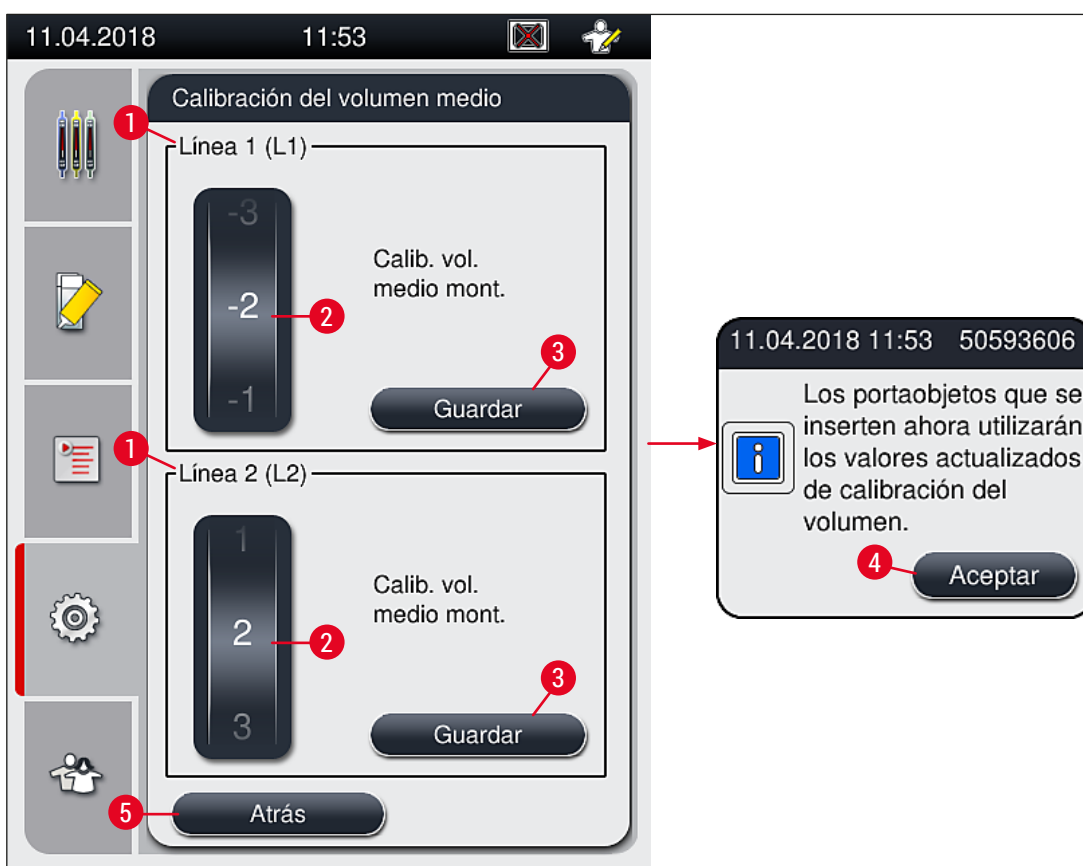 11.04.2018 11:53
Calibración del volumen medio
1
Línea 1 (L1)
-3
-2
-1
2
Calib. vol.
medio mont.
3
Guardar
1
Línea 2 (L2)
1
2
3
2
Calib. vol.
medio mont.
3
Guardar
5
Atrás
11.04.2018 11:53 50593606
Los portaobjetos que se
inserten ahora utilizarán
los valores actualizados
de calibración del
volumen.
4
Aceptar